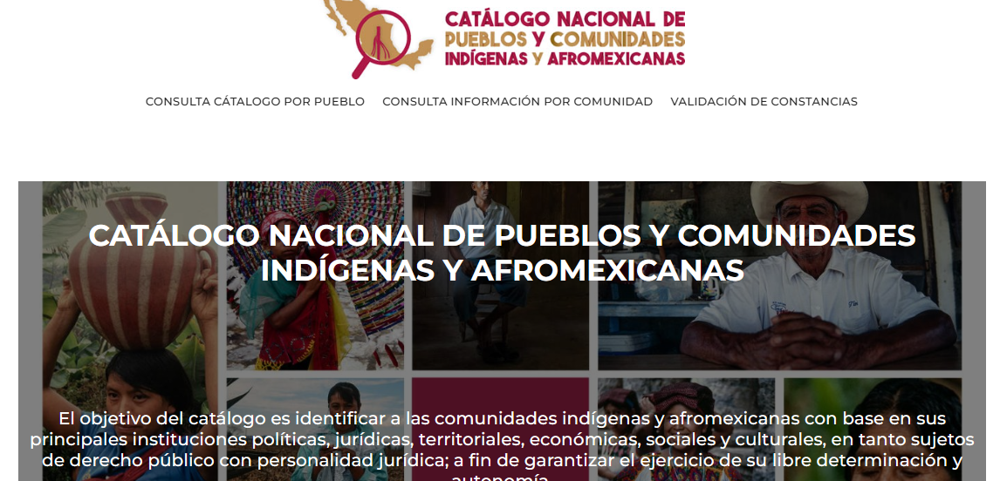 CATÁLOGO NACIONAL DE
PUEBLOS Y COMUNIDADES
INDÍGENAS Y AFROMEXICANAS
CONSULTA CÁTALOGO POR PUEBLO CONSULTA INFORMACIÓN POR COMUNIDAD VALIDACIÓN DE CONSTANCIAS
CATÁLOGO NACIONAL DE PUEBLOS Y COMUNIDADES
INDÍGENAS Y AFROMEXICANAS
El objetivo del catálogo es identificar a las comunidades indígenas y afromexicanas con base en sus
principales instituciones políticas, jurídicas, territoriales, económicas, sociales y culturales, en tanto sujetos
de derecho público con personalidad jurídica; a fin de garantizar el ejercicio de su libre determinación y
autonomía